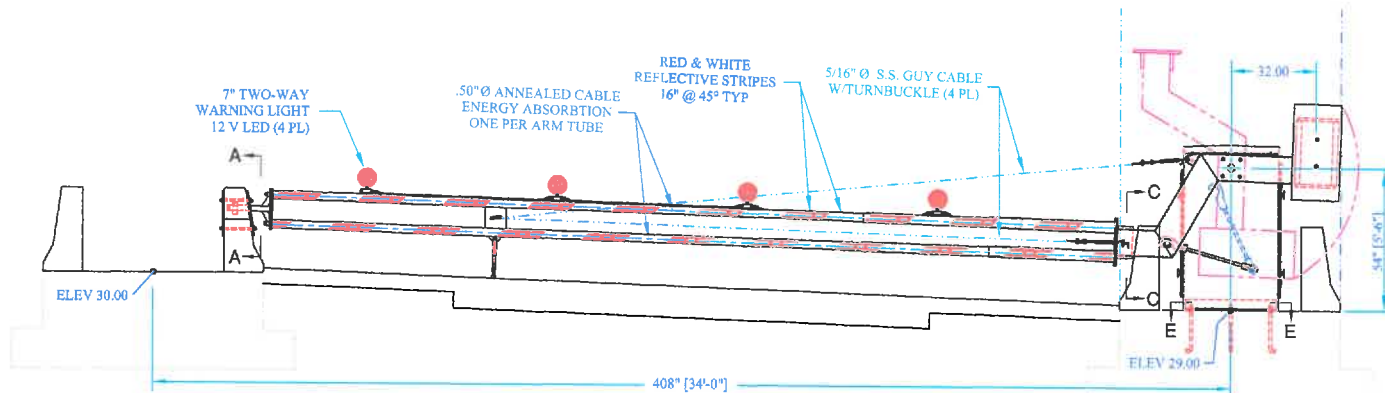 7" TWO-WAY
WARNING LIGHT
12 V LED (4 PL)
.50" Ø ANNEALED CABLE
ENERGY ABSORBTION
ONE PER ARM TUBE
RED & WHITE
REFLECTIVE STRIPES
16" @ 45° TYP
5/16" Ø S.S. GUY CABLE
W/TURNBUCKLE (4 PL)
32.00
A
A
C
C
54" [5'-6"]
ELEV 30.00
E
E
ELEV 29.00
408" [34'-0"]